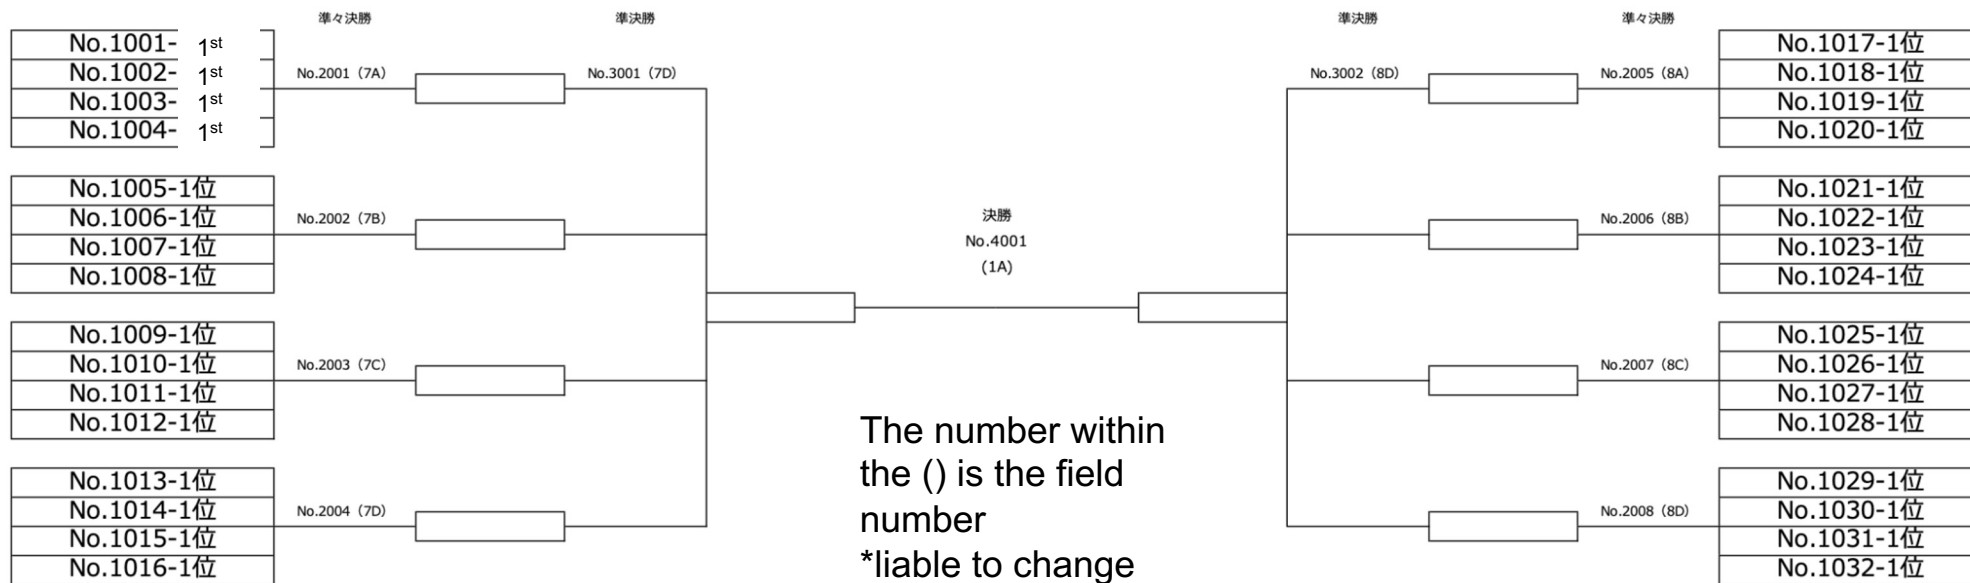 準々決勝
準決勝
No.1001- 1st
No.1002- 1st
No.1003- 1st
No.1004- 1st
No.2001（7A）
No.3001（7D）
No.1005-1位
No.1006-1位
No.1007-1位
No.1008-1位
No.2002（7B）
No.1009-1位
No.1010-1位
No.1011-1位
No.1012-1位
No.2003（7C）
No.1013-1位
No.1014-1位
No.1015-1位
No.1016-1位
No.2004（7D）
決勝
No.4001
(1A)
The number within
the () is the field
number
*liable to change
準決勝
準々決勝
No.3002（8D）
No.2005（8A）
No.1017-1位
No.1018-1位
No.1019-1位
No.1020-1位
No.2006（8B）
No.1021-1位
No.1022-1位
No.1023-1位
No.1024-1位
No.2007（8C）
No.1025-1位
No.1026-1位
No.1027-1位
No.1028-1位
No.2008（8D）
No.1029-1位
No.1030-1位
No.1031-1位
No.1032-1位